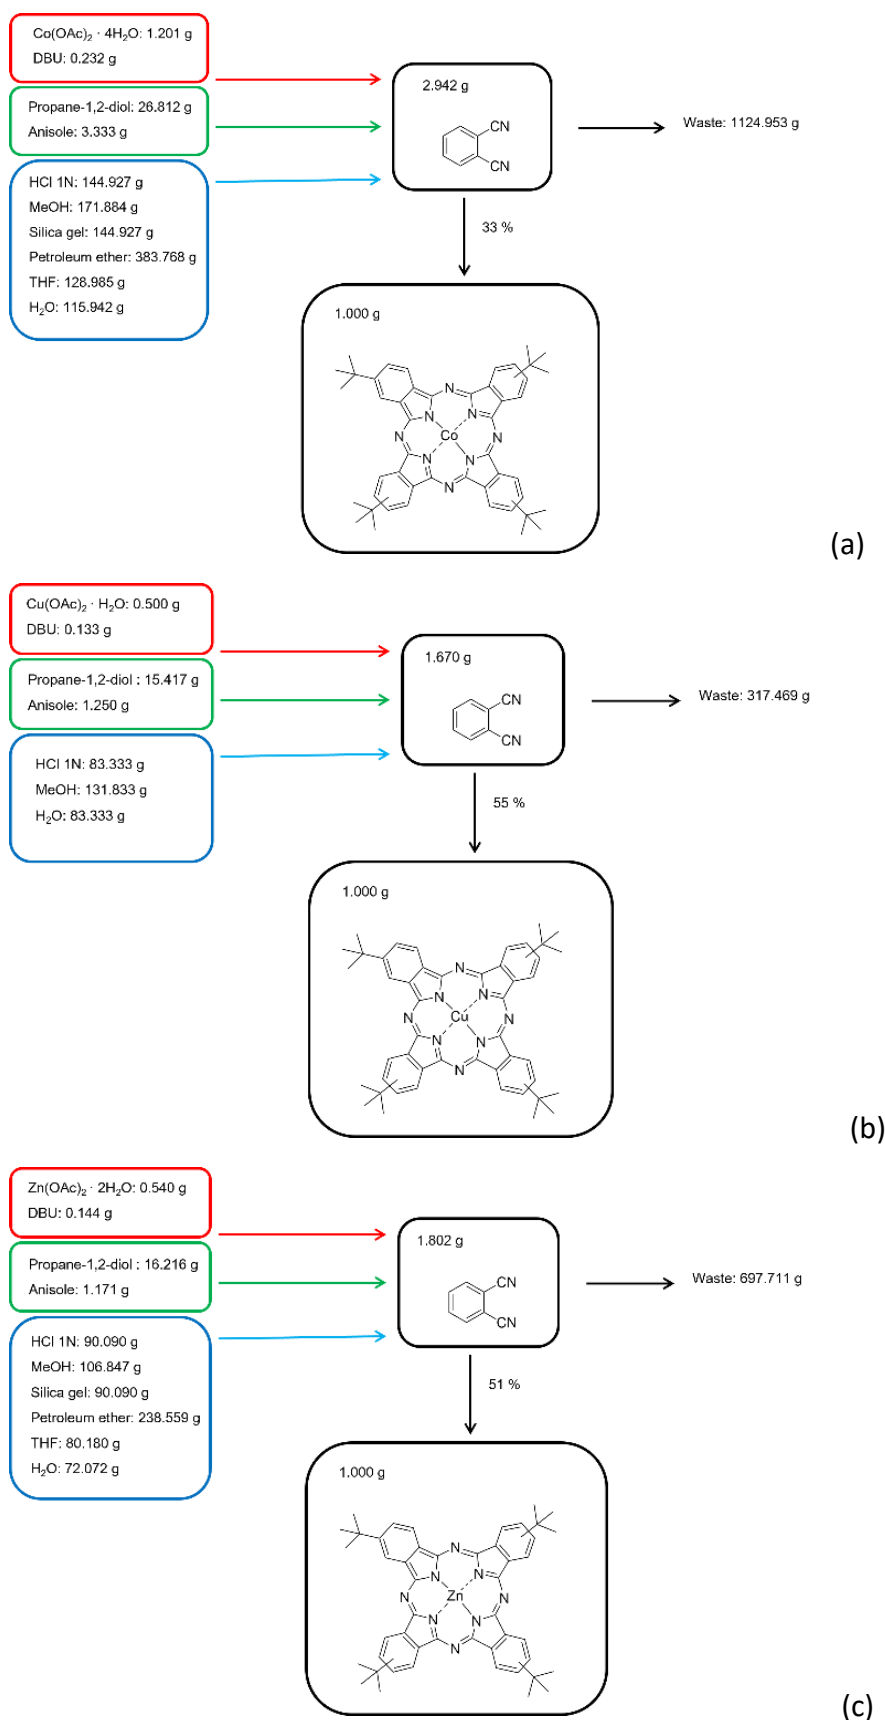 Co(OAc)₂ · 4H₂O: 1.201 g
DBU: 0.232 g
Propane-1,2-diol: 26.812 g
Anisole: 3.333 g
HCl 1N: 144.927 g
MeOH: 171.884 g
Silica gel: 144.927 g
Petroleum ether: 383.768 g
THF: 128.985 g
H₂O: 115.942 g
2.942 g
CN
CN
Waste: 1124.953 g
33 %
1.000 g
N
N
N
N
Co
N
N
N
N
(a)
Cu(OAc)₂ · H₂O: 0.500 g
DBU: 0.133 g
Propane-1,2-diol : 15.417 g
Anisole: 1.250 g
HCl 1N: 83.333 g
MeOH: 131.833 g
H₂O: 83.333 g
1.670 g
CN
CN
Waste: 317.469 g
55 %
1.000 g
N
N
N
N
Cu
N
N
N
N
(b)
Zn(OAc)₂ · 2H₂O: 0.540 g
DBU: 0.144 g
Propane-1,2-diol : 16.216 g
Anisole: 1.171 g
HCl 1N: 90.090 g
MeOH: 106.847 g
Silica gel: 90.090 g
Petroleum ether: 238.559 g
THF: 80.180 g
H₂O: 72.072 g
1.802 g
CN
CN
Waste: 697.711 g
51 %
1.000 g
N
N
N
N
Zn
N
N
N
N
(c)